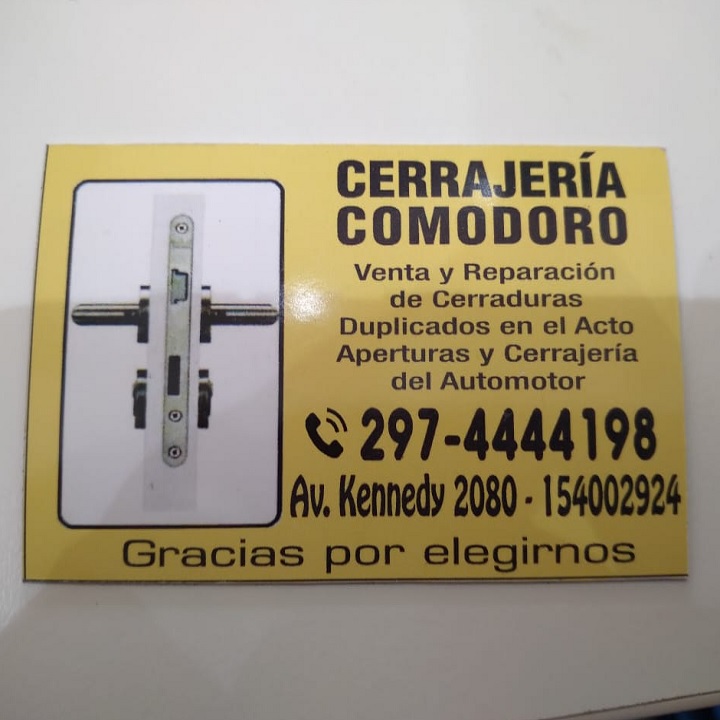 CERRAJERÍA
COMODORO
Venta y Reparación
de Cerraduras
Duplicados en el Acto
Aperturas y Cerrajería
del Automotor
297-4444198
Av. Kennedy 2080 - 154002924
Gracias por elegirnos